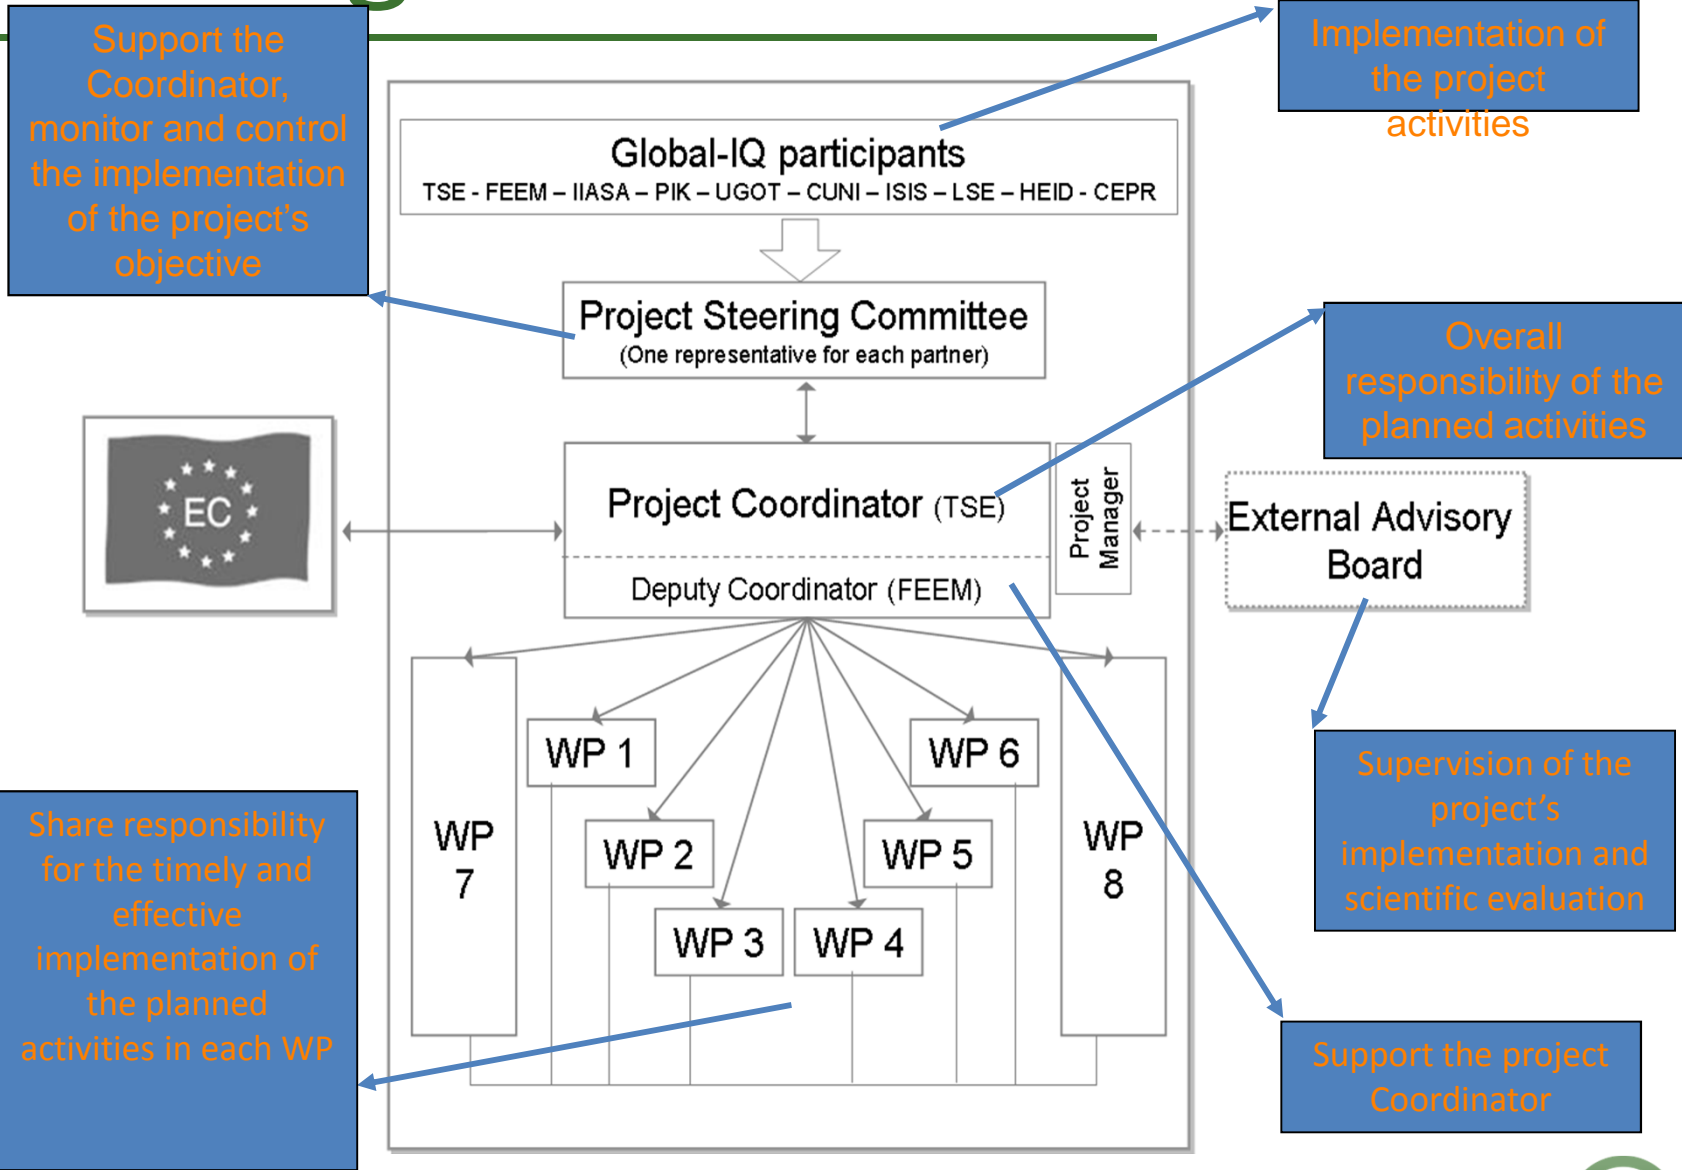 Support the
Coordinator,
monitor and control
the implementation
of the project's
objective
Implementation of
the project
activities
Global-IQ participants
TSE - FEEM – IIASA – PIK – UGOT – CUNI – ISIS – LSE – HEID - CEPR
Project Steering Committee
(One representative for each partner)
Overall
responsibility of the
planned activities
EC
Project Coordinator (TSE)
Deputy Coordinator (FEEM)
Project
Manager
External Advisory
Board
WP
7
WP 1
WP 2
WP 3
WP 4
WP 5
WP 6
WP
8
Share responsibility
for the timely and
effective
implementation of
the planned
activities in each WP
Supervision of the
project's
implementation and
scientific evaluation
Support the project
Coordinator